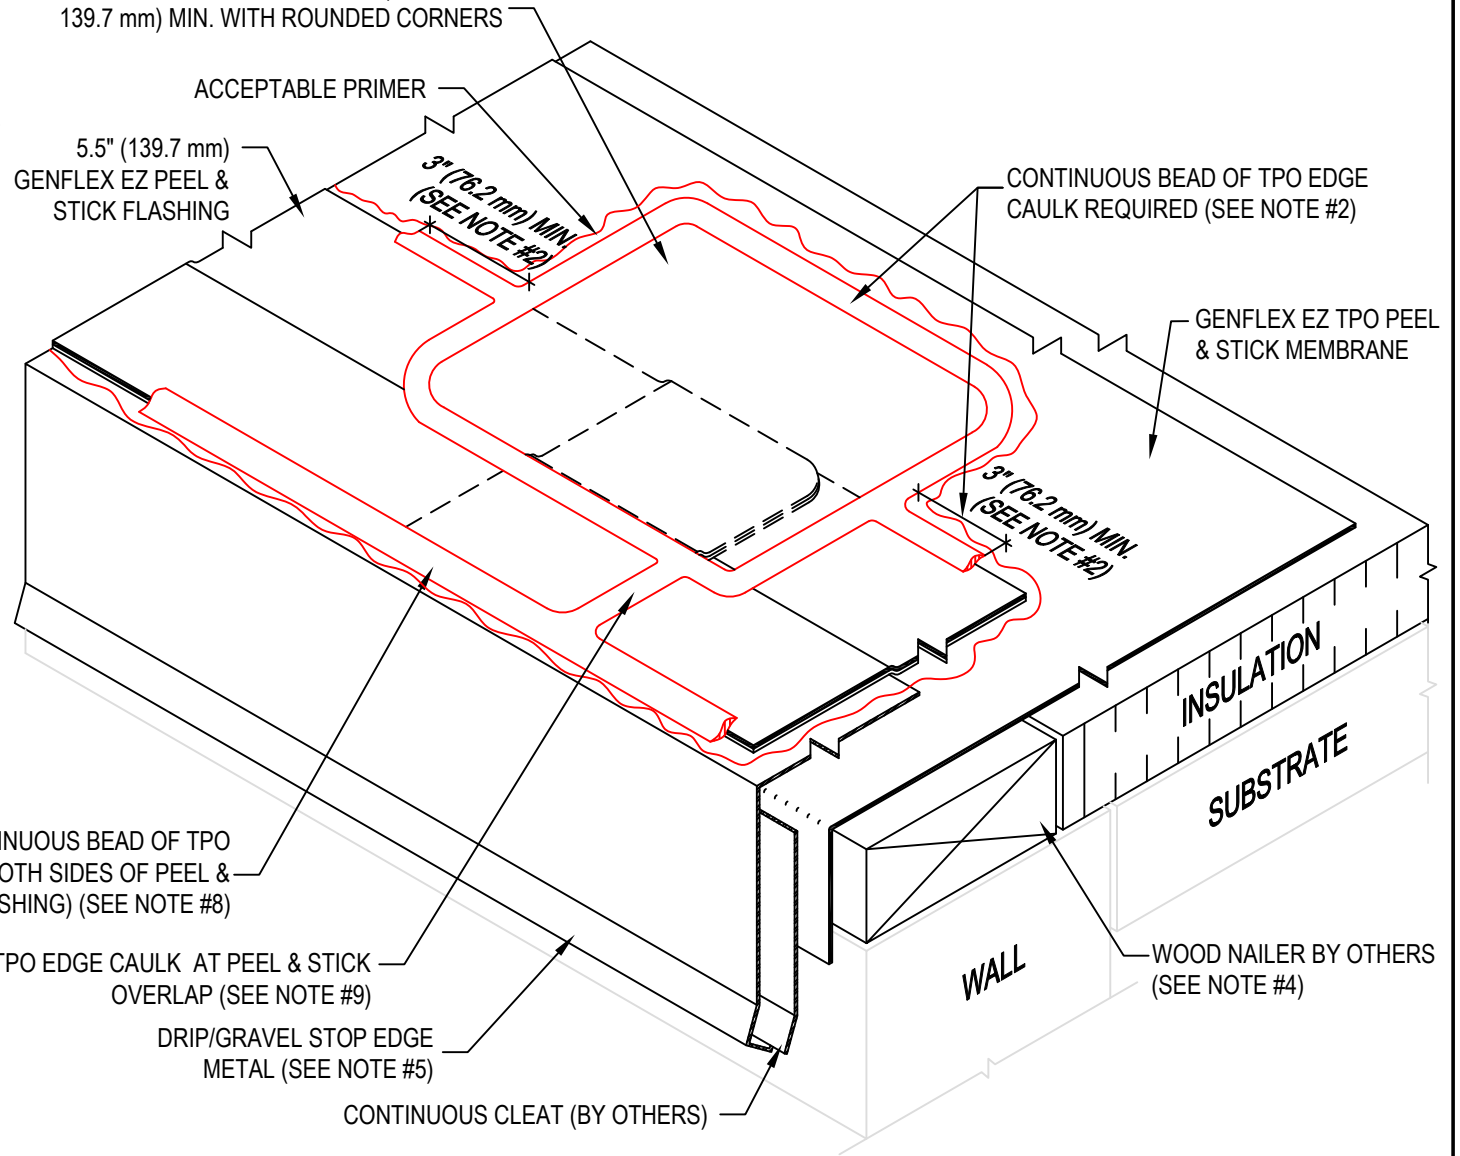 139.7 mm) MIN. WITH ROUNDED CORNERS
ACCEPTABLE PRIMER
5.5" (139.7 mm)
GENFLEX EZ PEEL &
STICK FLASHING
3" (76.2 mm) MIN.
(SEE NOTE #2)
CONTINUOUS BEAD OF TPO EDGE
CAULK REQUIRED (SEE NOTE #2)
GENFLEX EZ TPO PEEL
& STICK MEMBRANE
3" (76.2 mm) MIN.
(SEE NOTE #2)
INSULATION
SUBSTRATE
WALL
INUOUS BEAD OF TPO
OTH SIDES OF PEEL &
SHING) (SEE NOTE #8)
TPO EDGE CAULK AT PEEL & STICK
OVERLAP (SEE NOTE #9)
DRIP/GRAVEL STOP EDGE
METAL (SEE NOTE #5)
CONTINUOUS CLEAT (BY OTHERS)
WOOD NAILER BY OTHERS
(SEE NOTE #4)